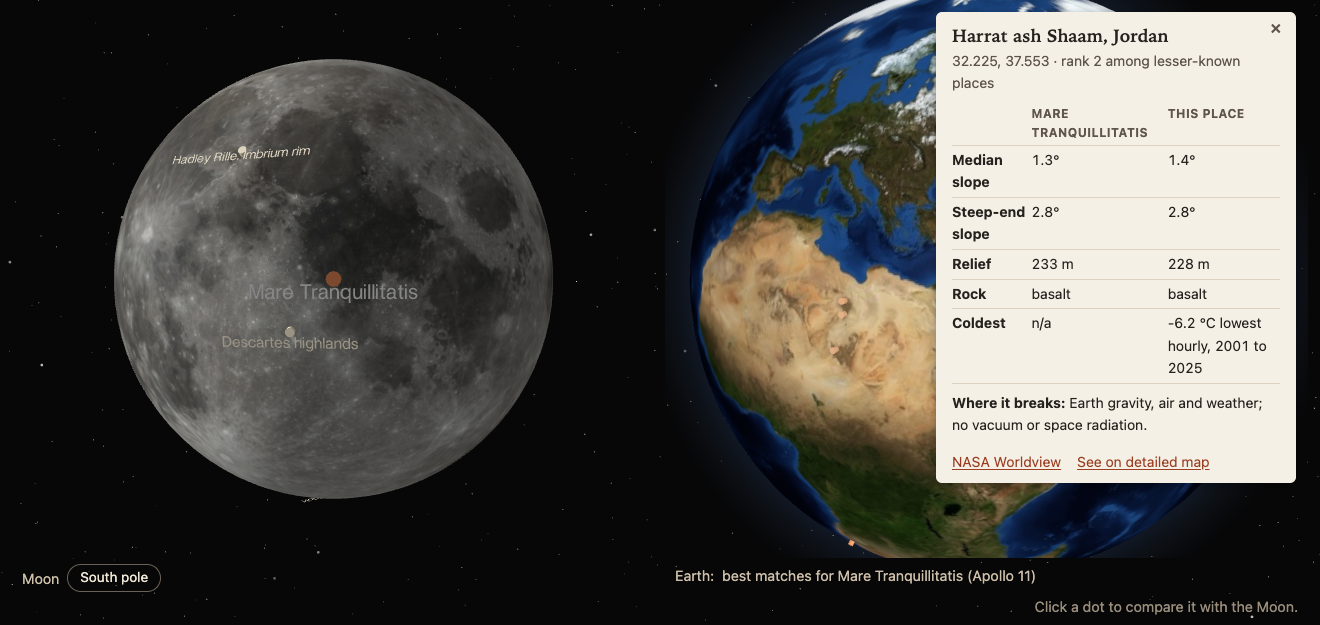 Harrat ash Shaam, Jordan
×
32.225, 37.553 · rank 2 among lesser-known
places
MARE
TRANQUILLITATIS
THIS PLACE
Median
slope
1.3°
1.4°
Steep-end
slope
2.8°
2.8°
Relief
233 m
228 m
Rock
basalt
basalt
Coldest
n/a
-6.2 °C lowest
hourly, 2001 to
2025
Where it breaks: Earth gravity, air and weather;
no vacuum or space radiation.
NASA Worldview
See on detailed map
Hadley Rille, Imbrium rim
Mare Tranquillitatis
Descartes highlands
Moon
South pole
Earth: best matches for Mare Tranquillitatis (Apollo 11)
Click a dot to compare it with the Moon.